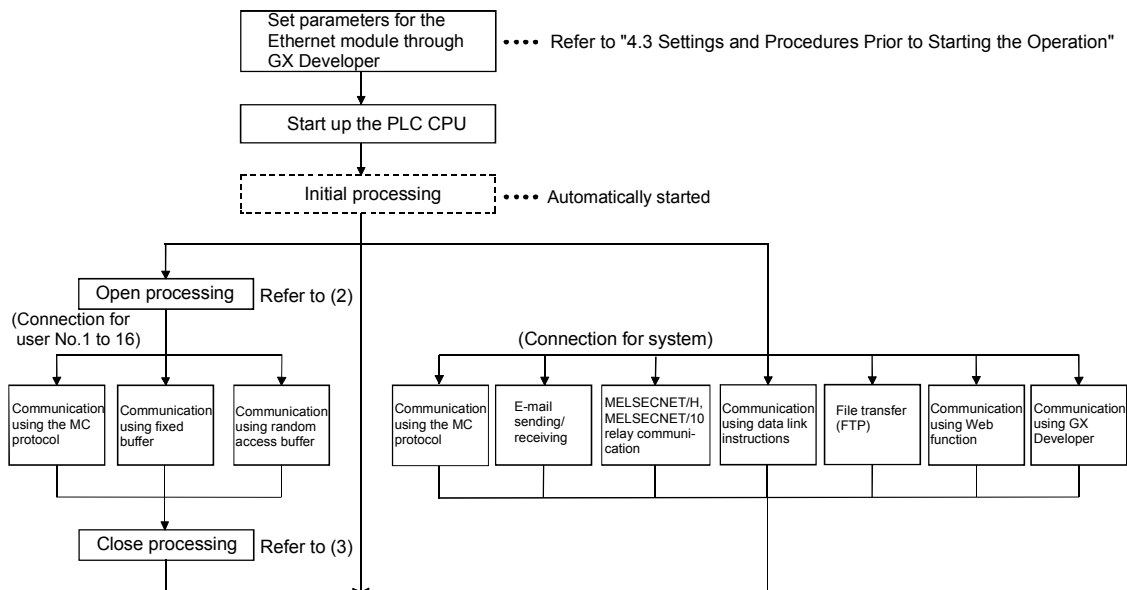 Set parameters for the
Ethernet module through
GX Developer
•••• Refer to "4.3 Settings and Procedures Prior to Starting the Operation"
Start up the PLC CPU
Initial processing
•••• Automatically started
Open processing
Refer to (2)
(Connection for
user No.1 to 16)
(Connection for system)
Communication
using the MC
protocol
Communication
using fixed
buffer
Communication
using random
access buffer
Communication
using the MC
protocol
E-mail
sending/
receiving
MELSECNET/H,
MELSECNET/10
relay communi-
cation
Communication
using data link
instructions
File transfer
(FTP)
Communication
using Web
function
Communication
using GX
Developer
Close processing
Refer to (3)